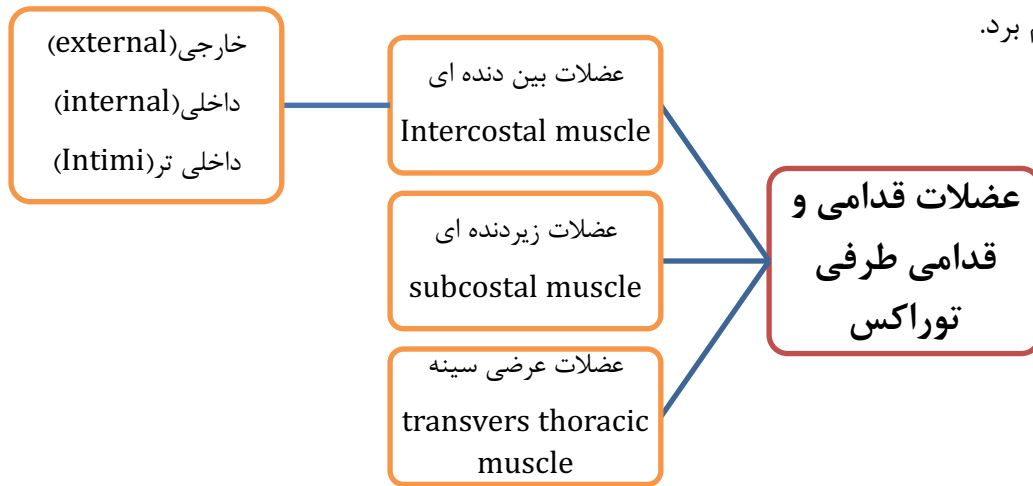 برد.
عضلات قدامی و
قدامی طرفی
توراکس
عضلات بین دنده ای
Intercostal muscle
خارجی(external)
داخلی(internal)
داخلی تر(Intimi)
عضلات زیردنده ای
subcostal muscle
عضلات عرضی سینه
transvers thoracic
muscle